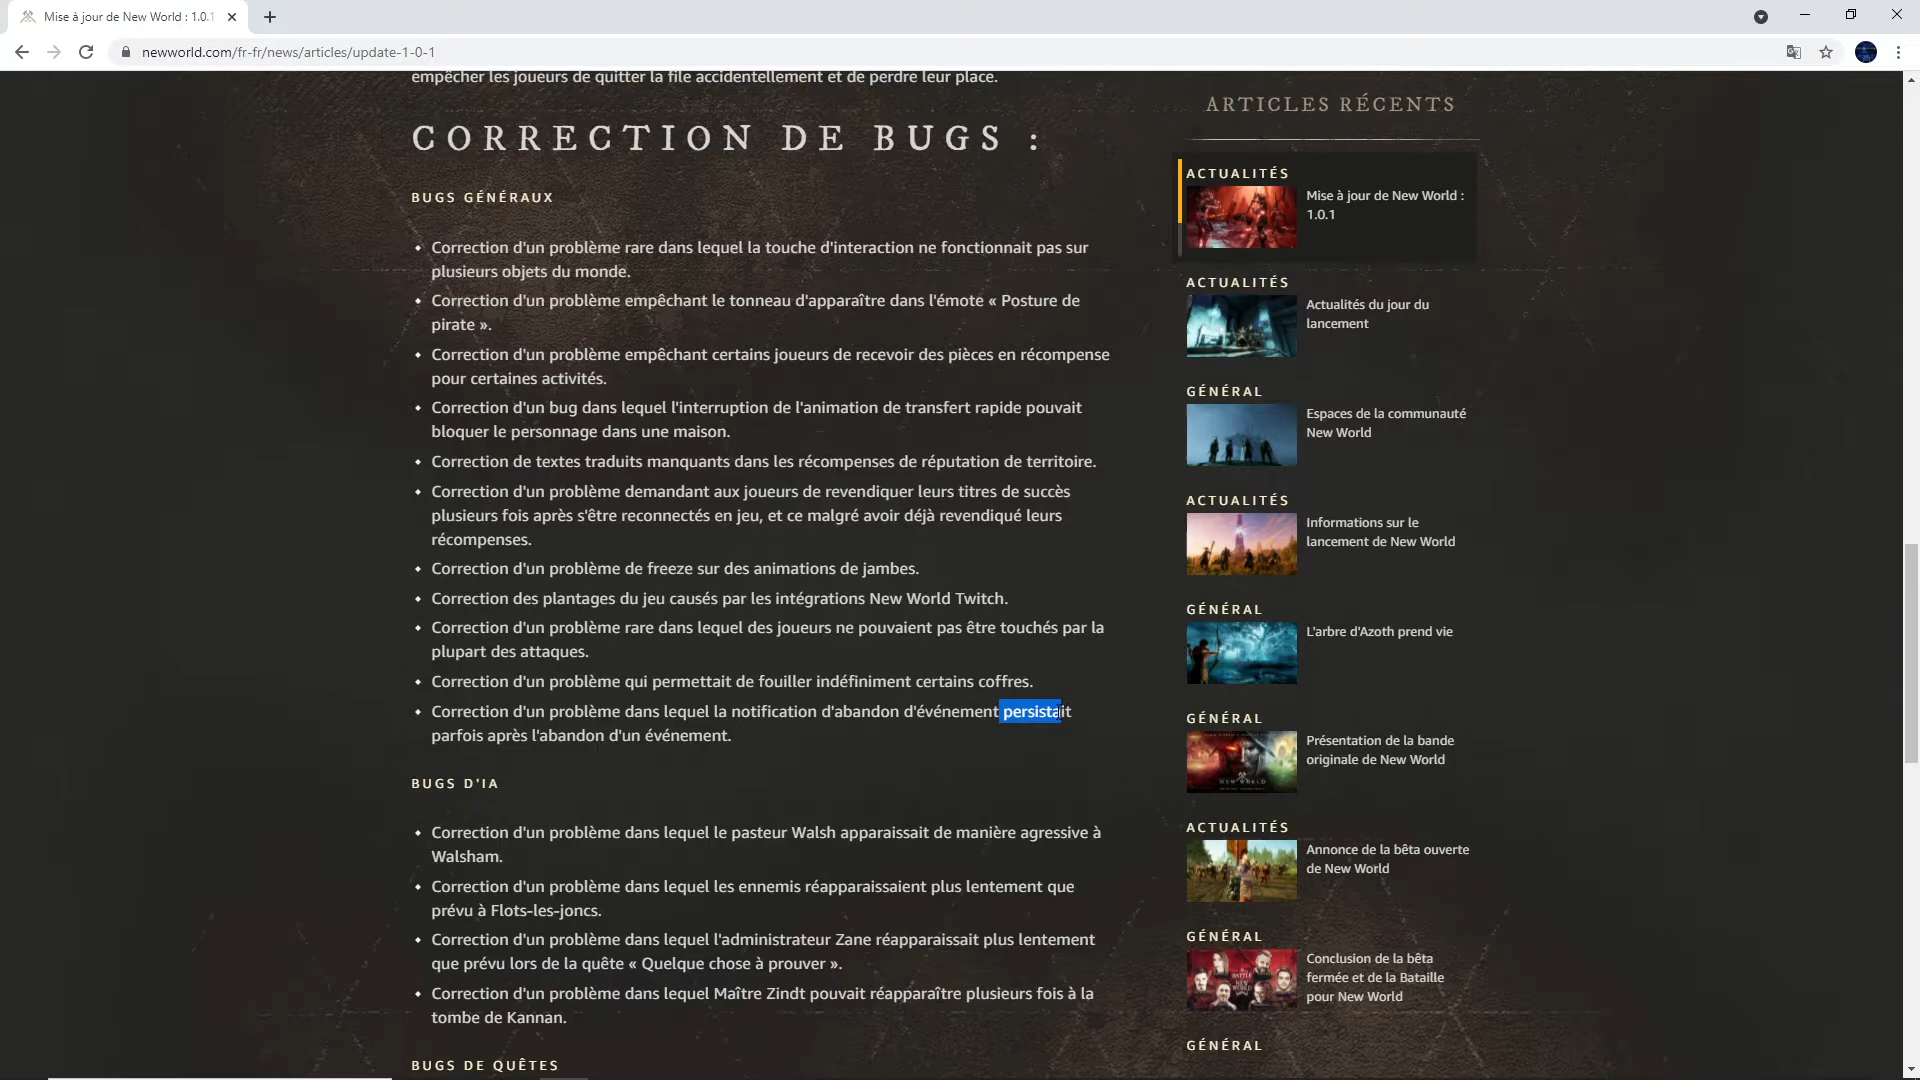 Mise à jour de New World : 1.0.1
newworld.com/fr-fr/news/articles/update-1-0-1
empêcher les joueurs de quitter la file accidentellement et de perdre leur place.
CORRECTION DE BUGS :
BUGS GÉNÉRAUX
Correction d'un problème rare dans lequel la touche d'interaction ne fonctionnait pas sur
plusieurs objets du monde.
Correction d'un problème empêchant le tonneau d'apparaître dans l'émote « Posture de
pirate ».
Correction d'un problème empêchant certains joueurs de recevoir des pièces en récompense
pour certaines activités.
Correction d'un bug dans lequel l'interruption de l'animation de transfert rapide pouvait
bloquer le personnage dans une maison.
Correction de textes traduits manquants dans les récompenses de réputation de territoire.
Correction d'un problème demandant aux joueurs de revendiquer leurs titres de succès
plusieurs fois après s'être reconnectés en jeu, et ce malgré avoir déjà revendiqué leurs
récompenses.
Correction d'un problème de freeze sur des animations de jambes.
Correction des plantages du jeu causés par les intégrations New World Twitch.
Correction d'un problème rare dans lequel des joueurs ne pouvaient pas être touchés par la
plupart des attaques.
Correction d'un problème qui permettait de fouiller indéfiniment certains coffres.
Correction d'un problème dans lequel la notification d'abandon d'événement persistait
parfois après l'abandon d'un événement.
BUGS D'IA
Correction d'un problème dans lequel le pasteur Walsh apparaissait de manière agressive à
Walsham.
Correction d'un problème dans lequel les ennemis réapparaissaient plus lentement que
prévu à Flots-les-joncs.
Correction d'un problème dans lequel l'administrateur Zane réapparaissait plus lentement
que prévu lors de la quête « Quelque chose à prouver ».
Correction d'un problème dans lequel Maître Zindt pouvait réapparaître plusieurs fois à la
tombe de Kannan.
BUGS DE QUÊTES
ARTICLES RÉCENTS
ACTUALITÉS
Mise à jour de New World :
1.0.1
ACTUALITÉS
Actualités du jour du
lancement
GÉNÉRAL
Espaces de la communauté
New World
ACTUALITÉS
Informations sur le
lancement de New World
GÉNÉRAL
L'arbre d'Azoth prend vie
GÉNÉRAL
Présentation de la bande
originale de New World
NEW WORLD
ACTUALITÉS
Annonce de la bêta ouverte
de New World
GÉNÉRAL
Conclusion de la bêta
fermée et de la Bataille
pour New World
GÉNÉRAL